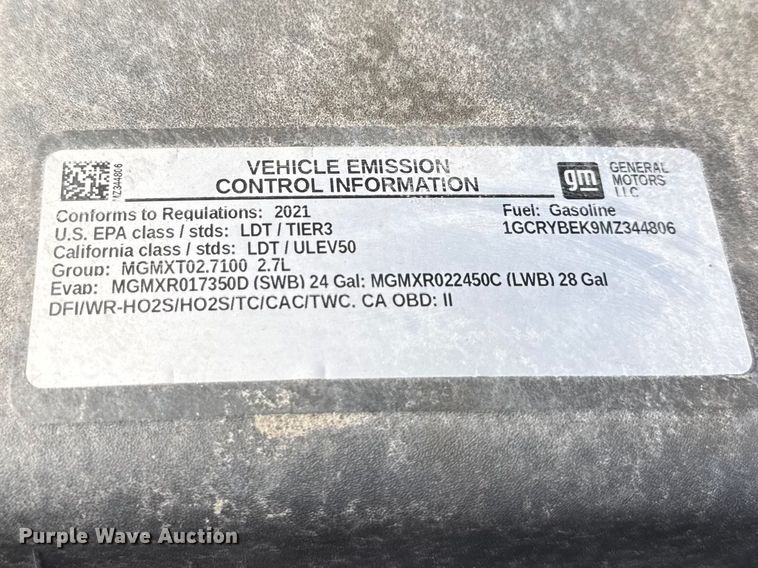 VEHICLE EMISSION
CONTROL INFORMATION
gm
GENERAL
MOTORS
LLC
MZ344806
Conforms to Regulations: 2021
Fuel: Gasoline
U.S. EPA class / stds: LDT / TIER3
1GCRYBEK9MZ344806
California class / stds: LDT / ULEV50
Group: MGMXT02.7100 2.7L
Evap: MGMXR017350D (SWB) 24 Gal: MGMXR022450C (LWB) 28 Gal
DFI/WR-HO2S/HO2S/TC/CAC/TWC. CA OBD: II
Purple Wave Auction